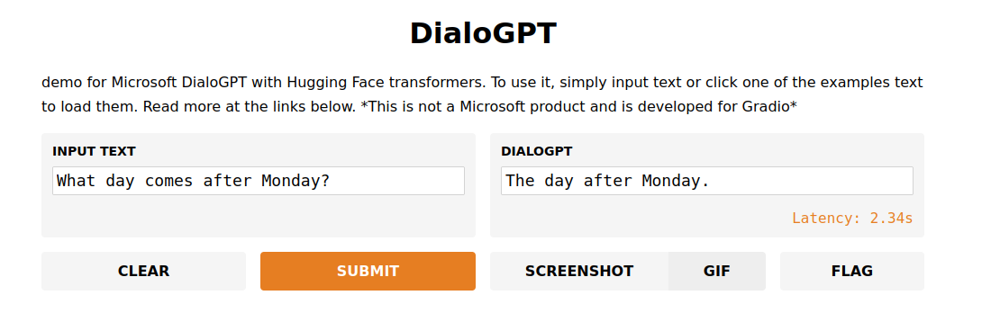 DialoGPT
demo for Microsoft DialoGPT with Hugging Face transformers. To use it, simply input text or click one of the examples text
to load them. Read more at the links below. *This is not a Microsoft product and is developed for Gradio*
INPUT TEXT
What day comes after Monday?
DIALOGPT
The day after Monday.
Latency: 2.34s
CLEAR
SUBMIT
SCREENSHOT
GIF
FLAG